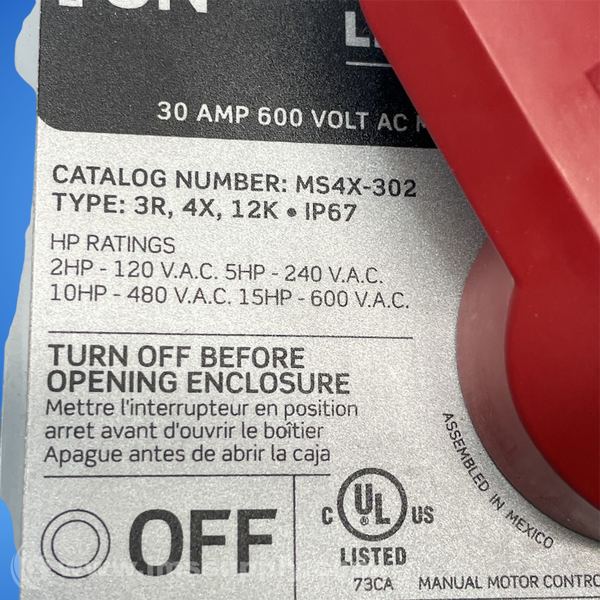 30 AMP 600 VOLT AC
CATALOG NUMBER: MS4X-302
TYPE: 3R, 4X, 12K • IP67
HP RATINGS
2HP - 120 V.A.C. 5HP - 240 V.A.C.
10HP - 480 V.A.C. 15HP - 600 V.A.C.
TURN OFF BEFORE
OPENING ENCLOSURE
Mettre l'interrupteur en position
arret avant d'ouvrir le boîtier
Apague antes de abrir la caja
ASSEMBLED IN MEXICO
OFF
C UL ® US
LISTED
73CA MANUAL MOTOR CONTRO